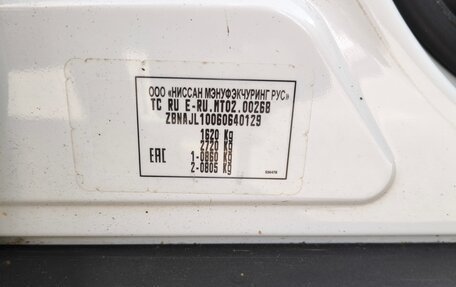 ООО «НИССАН МЭНУФЭКЧУРИНГ РУС»
TC RU E-RU.MT02.00268
Z8NAJL10060640129
1620 Kg
2720 Kg
1-0860 Kg
2-0805 Kg
EAC